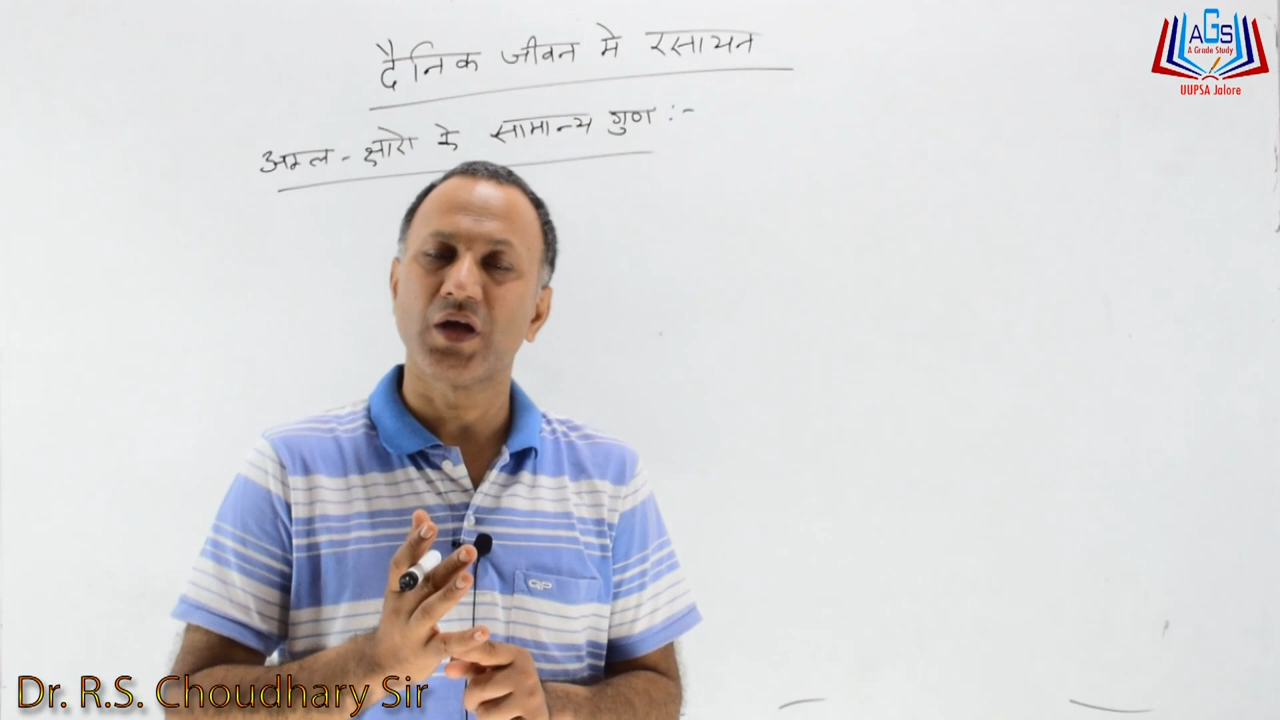 दैनिक जीवन मे रसायन
अम्ल - क्षारो के सामान्य गुण :-
AGS
A Grade Study
UUPSA Jalore
Dr. R.S. Choudhary Sir